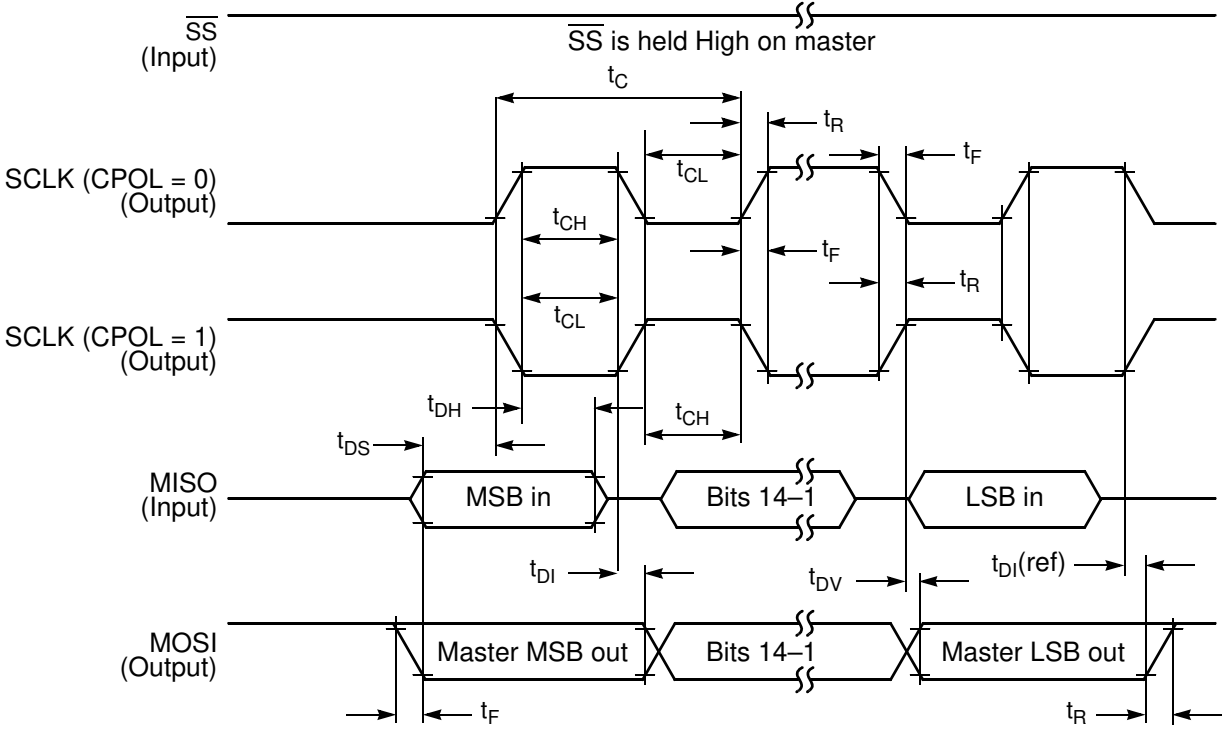 SS
(Input)
SS is held High on master
tC
tR
tF
SCLK (CPOL = 0)
(Output)
tCL
tCH
tF
tR
tCL
SCLK (CPOL = 1)
(Output)
tDH
tCH
tDS
MISO
(Input)
MSB in
Bits 14–1
LSB in
tDI
tDV
tDI(ref)
MOSI
(Output)
Master MSB out
Bits 14–1
Master LSB out
tF
tR